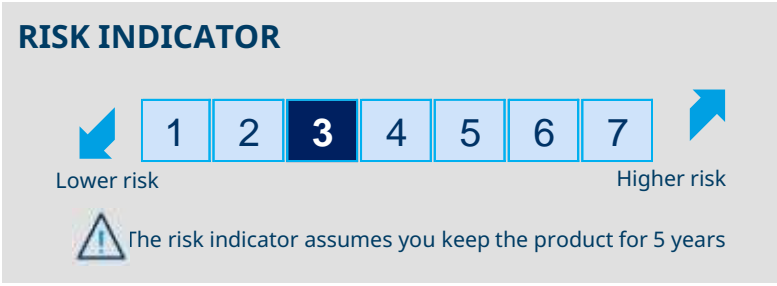 RISK INDICATOR
1 2 3 4 5 6 7
Lower risk
Higher risk
The risk indicator assumes you keep the product for 5 years